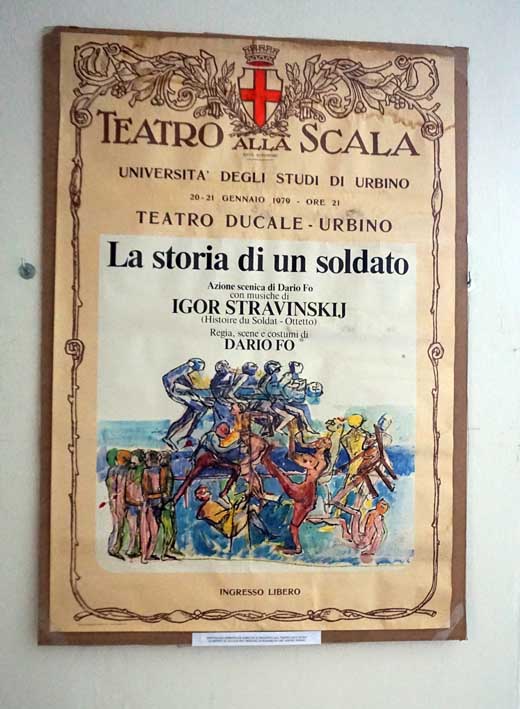 TEATRO ALLA SCALA
UNIVERSITA' DEGLI STUDI DI URBINO
20-21 GENNAIO 1979 - ORE 21
TEATRO DUCALE - URBINO
La storia di un soldato
Azione scenica di Dario Fo
con musiche di
IGOR STRAVINSKIJ
(Histoire du Soldat - Ottetto)
Regia, scene e costumi di
DARIO FO
INGRESSO LIBERO